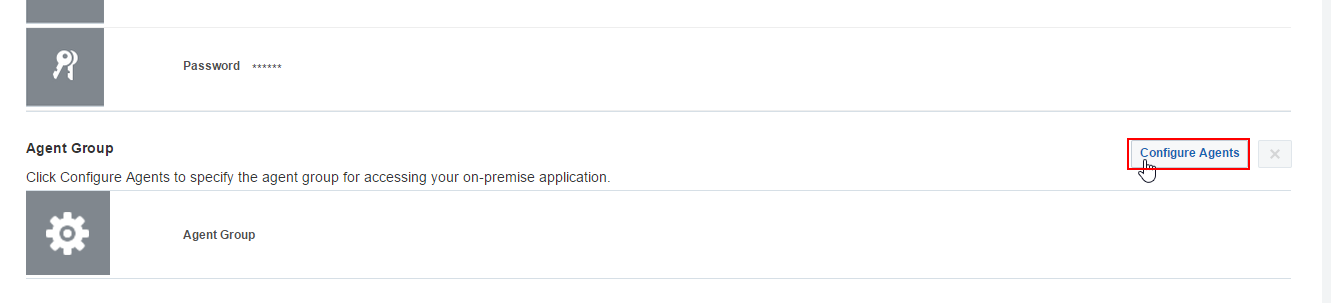 Password ******
Agent Group
Configure Agents
Click Configure Agents to specify the agent group for accessing your on-premise application.
Agent Group